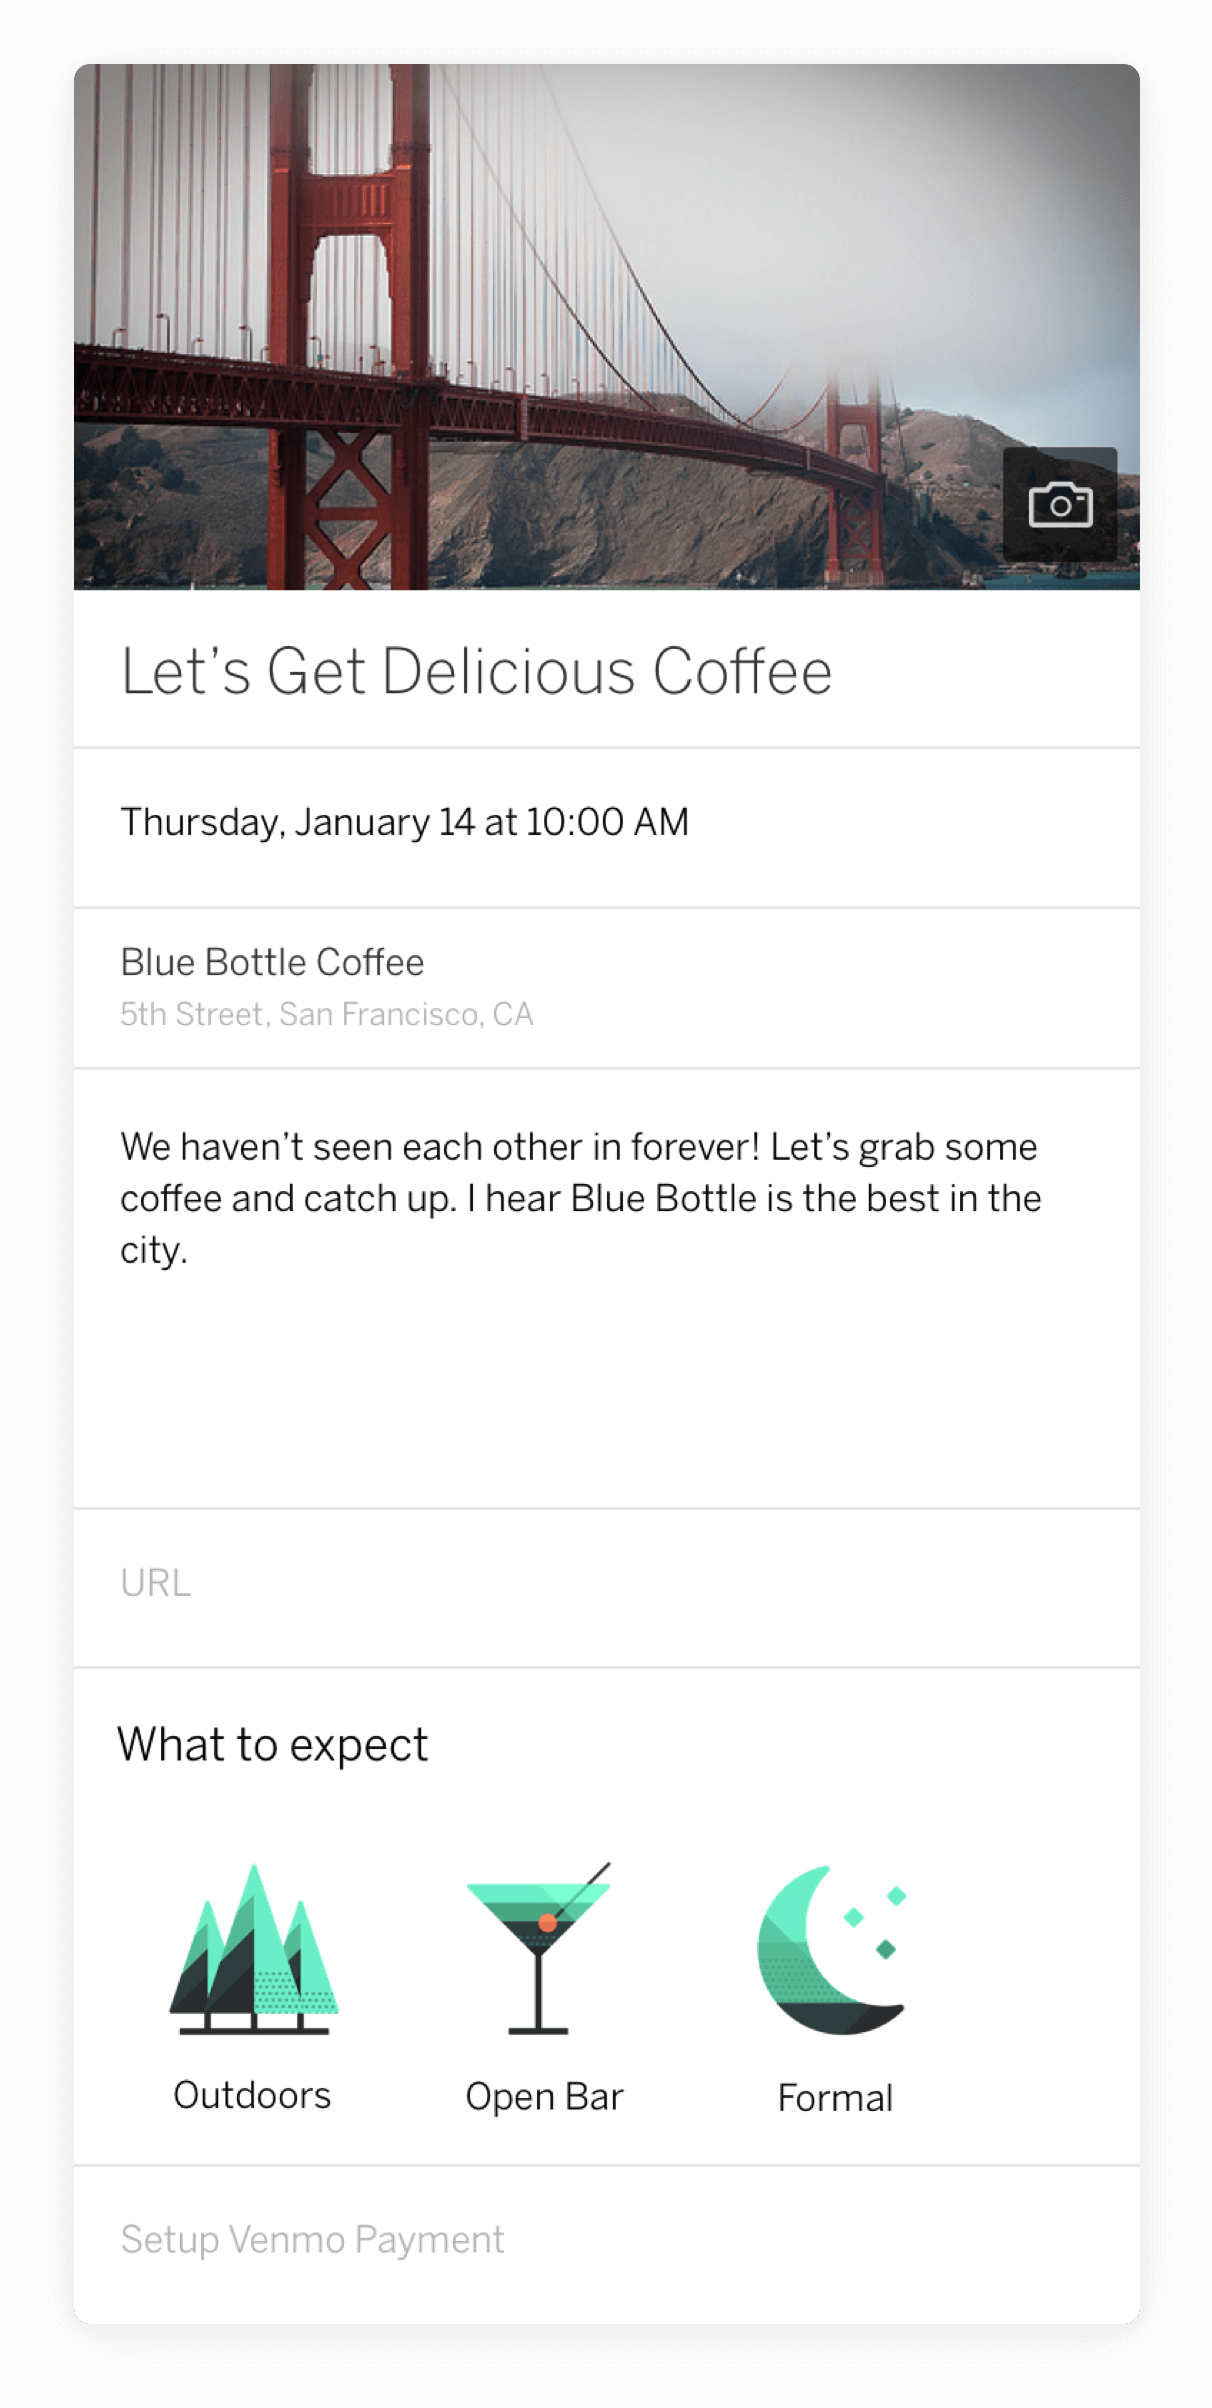 Let’s Get Delicious Coffee
Thursday, January 14 at 10:00 AM
Blue Bottle Coffee
5th Street, San Francisco, CA
We haven’t seen each other in forever! Let’s grab some
coffee and catch up. I hear Blue Bottle is the best in the
city.
URL
What to expect
Outdoors
Open Bar
Formal
Setup Venmo Payment